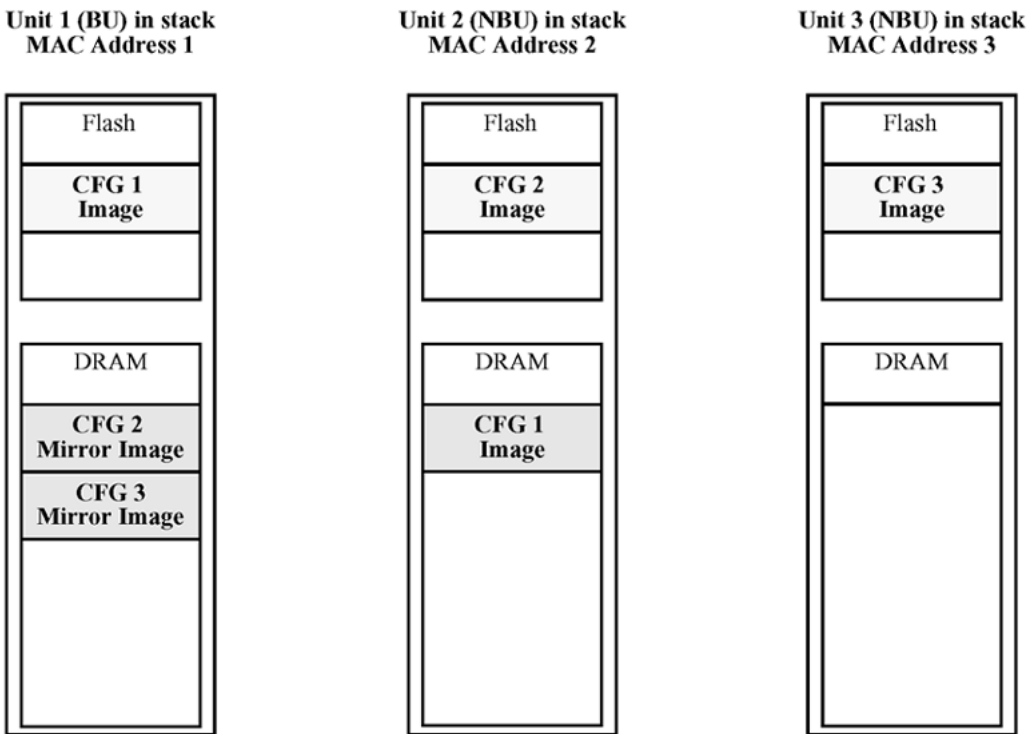 Unit 1 (BU) in stack
MAC Address 1
Flash
CFG 1
Image
DRAM
CFG 2
Mirror Image
CFG 3
Mirror Image
Unit 2 (NBU) in stack
MAC Address 2
Flash
CFG 2
Image
DRAM
CFG 1
Image
Unit 3 (NBU) in stack
MAC Address 3
Flash
CFG 3
Image
DRAM